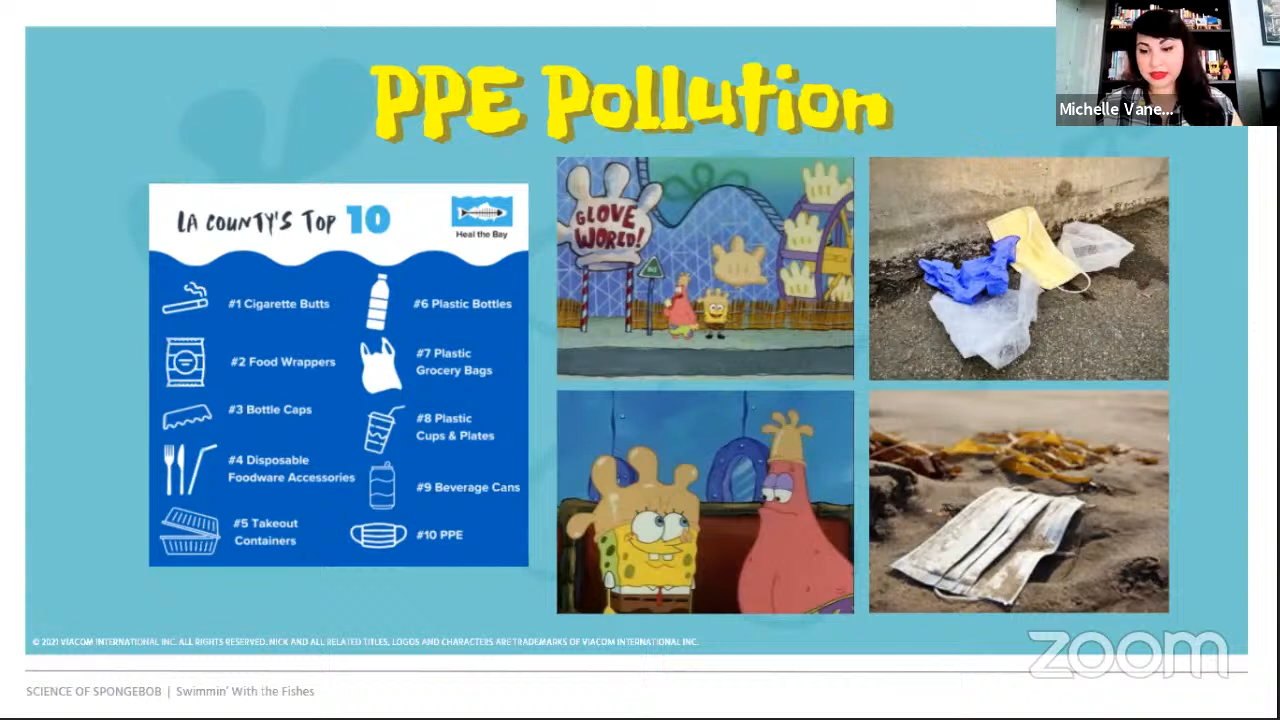 PPE Pollution
Michelle Vane...
LA COUNTY'S TOP 10
Heal the Bay
#1 Cigarette Butts
#2 Food Wrappers
#3 Bottle Caps
#4 Disposable
Foodware Accessories
#5 Takeout
Containers
#6 Plastic Bottles
#7 Plastic
Grocery Bags
#8 Plastic
Cups & Plates
#9 Beverage Cans
#10 PPE
GLOVE
WORLD!
© 2021 VIACOM INTERNATIONAL INC. ALL RIGHTS RESERVED. NICK AND ALL RELATED TITLES, LOGOS AND CHARACTERS ARE TRADEMARKS OF VIACOM INTERNATIONAL INC.
zoom
SCIENCE OF SPONGEBOB | Swimmin' With the Fishes